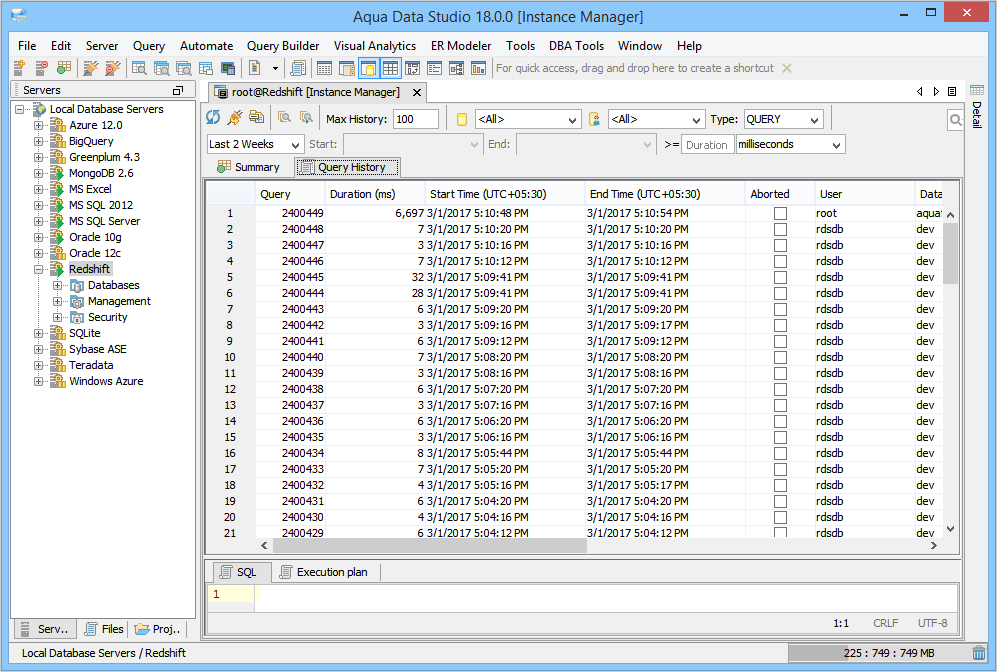 Aqua Data Studio 18.0.0 [Instance Manager]
File Edit Server Query Automate Query Builder Visual Analytics ER Modeler Tools DBA Tools Window Help
For quick access, drag and drop here to create a shortcut
Servers
Local Database Servers
Azure 12.0
BigQuery
Greenplum 4.3
MongoDB 2.6
MS Excel
MS SQL 2012
MS SQL Server
Oracle 10g
Oracle 12c
Redshift
Databases
Management
Security
SQLite
Sybase ASE
Teradata
Windows Azure
Serv.. Files Proj..
root@Redshift [Instance Manager]
Max History: 100 <All> <All> Type: QUERY
Last 2 Weeks Start: End: >= Duration milliseconds
Summary Query History
Query Duration (ms) Start Time (UTC+05:30) End Time (UTC+05:30) Aborted User Data
1 2400449 6,697 3/1/2017 5:10:48 PM 3/1/2017 5:10:54 PM root aqua
2 2400448 7 3/1/2017 5:10:20 PM 3/1/2017 5:10:20 PM rdsdb dev
3 2400447 3 3/1/2017 5:10:16 PM 3/1/2017 5:10:16 PM rdsdb dev
4 2400446 7 3/1/2017 5:10:12 PM 3/1/2017 5:10:12 PM rdsdb dev
5 2400445 32 3/1/2017 5:09:41 PM 3/1/2017 5:09:41 PM rdsdb dev
6 2400444 28 3/1/2017 5:09:41 PM 3/1/2017 5:09:41 PM rdsdb dev
7 2400443 6 3/1/2017 5:09:20 PM 3/1/2017 5:09:20 PM rdsdb dev
8 2400442 3 3/1/2017 5:09:16 PM 3/1/2017 5:09:17 PM rdsdb dev
9 2400441 6 3/1/2017 5:09:12 PM 3/1/2017 5:09:12 PM rdsdb dev
10 2400440 7 3/1/2017 5:08:20 PM 3/1/2017 5:08:20 PM rdsdb dev
11 2400439 3 3/1/2017 5:08:16 PM 3/1/2017 5:08:16 PM rdsdb dev
12 2400438 6 3/1/2017 5:07:20 PM 3/1/2017 5:07:20 PM rdsdb dev
13 2400437 3 3/1/2017 5:07:16 PM 3/1/2017 5:07:16 PM rdsdb dev
14 2400436 6 3/1/2017 5:06:20 PM 3/1/2017 5:06:20 PM rdsdb dev
15 2400435 3 3/1/2017 5:06:16 PM 3/1/2017 5:06:16 PM rdsdb dev
16 2400434 8 3/1/2017 5:05:44 PM 3/1/2017 5:05:44 PM rdsdb dev
17 2400433 7 3/1/2017 5:05:20 PM 3/1/2017 5:05:20 PM rdsdb dev
18 2400432 4 3/1/2017 5:05:16 PM 3/1/2017 5:05:17 PM rdsdb dev
19 2400431 6 3/1/2017 5:04:20 PM 3/1/2017 5:04:20 PM rdsdb dev
20 2400430 4 3/1/2017 5:04:16 PM 3/1/2017 5:04:16 PM rdsdb dev
21 2400429 6 3/1/2017 5:04:12 PM 3/1/2017 5:04:12 PM rdsdb dev
SQL Execution plan
1
1:1 CRLF UTF-8
Detail
Local Database Servers / Redshift
225 : 749 : 749 MB